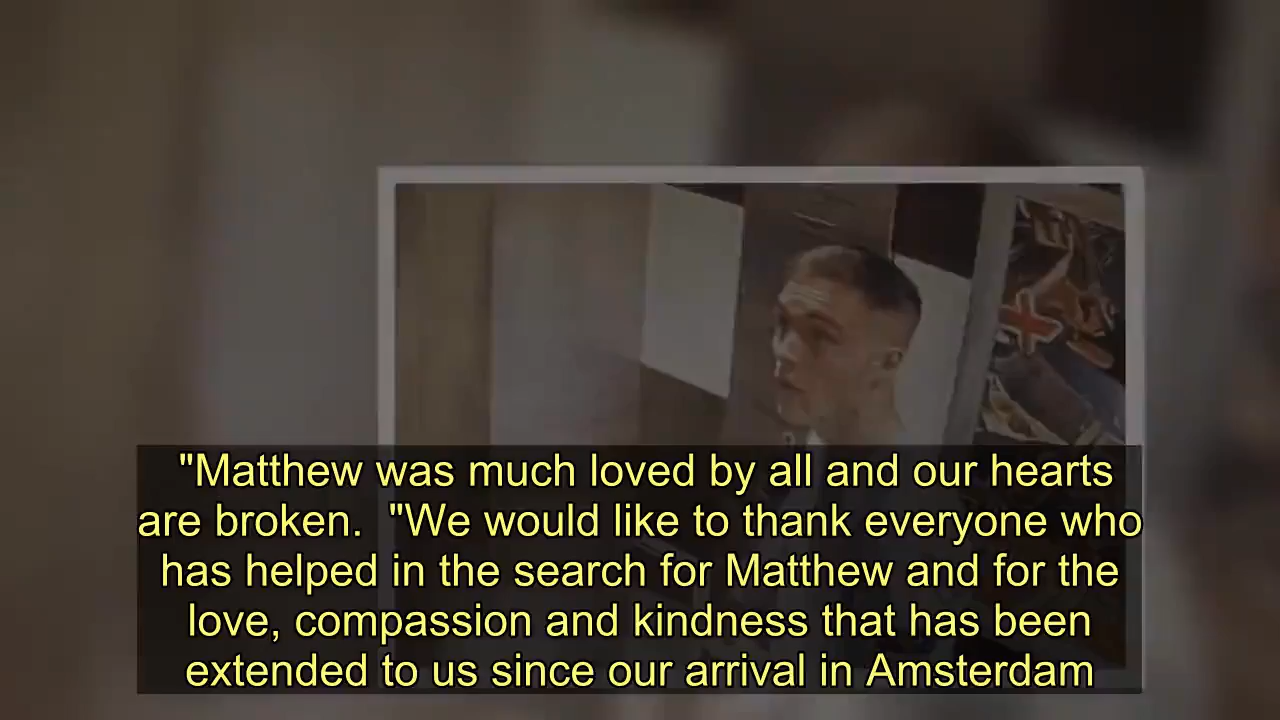 "Matthew was much loved by all and our hearts
are broken.  "We would like to thank everyone who
has helped in the search for Matthew and for the
love, compassion and kindness that has been
extended to us since our arrival in Amsterdam